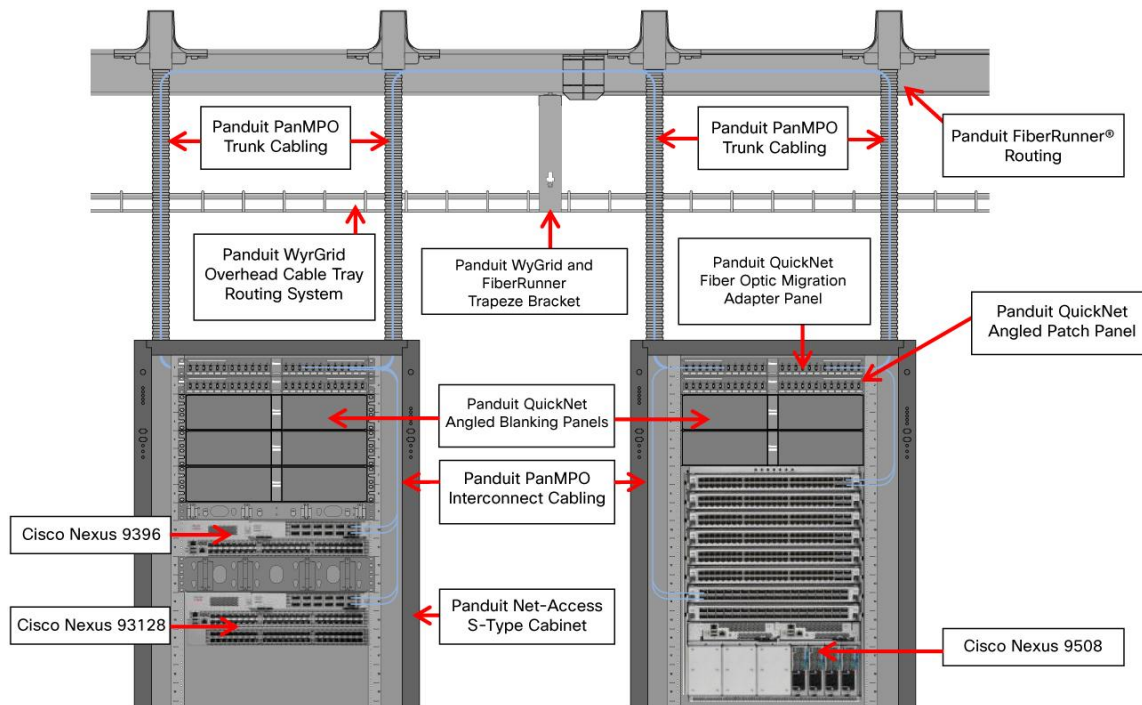 Panduit PanMPO
Trunk Cabling
Panduit PanMPO
Trunk Cabling
Panduit FiberRunner®
Routing
Panduit WyrGrid
Overhead Cable Tray
Routing System
Panduit WyGrid and
FiberRunner
Trapeze Bracket
Panduit QuickNet
Fiber Optic Migration
Adapter Panel
Panduit QuickNet
Angled Patch Panel
Panduit QuickNet
Angled Blanking Panels
Panduit PanMPO
Interconnect Cabling
Cisco Nexus 9396
Cisco Nexus 93128
Panduit Net-Access
S-Type Cabinet
Cisco Nexus 9508